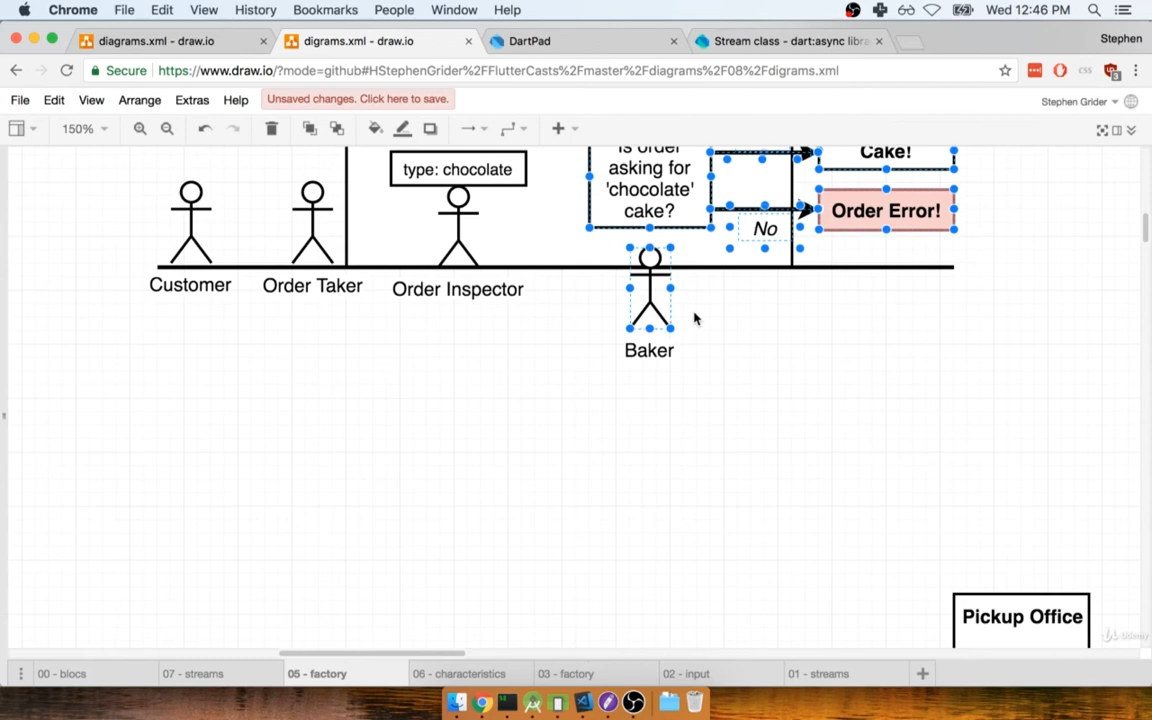 Chrome File Edit View History Bookmarks People Window Help Wed 12:46 PM
diagrams.xml - draw.io digrams.xml - draw.io DartPad Stream class - dart:async libra Stephen
Secure https://www.draw.io/?mode=github#HStephenGrider%2FFlutterCasts%2Fmaster%2Fdiagrams%2F08%2Fdigrams.xml
File Edit View Arrange Extras Help Unsaved changes. Click here to save. Stephen Grider
150%
type: chocolate
Is order
asking for
'chocolate'
cake?
Cake!
Order Error!
No
Customer
Order Taker
Order Inspector
Baker
Pickup Office
Udemy
00 - blocs 07 - streams 05 - factory 06 - characteristics 03 - factory 02 - input 01 - streams